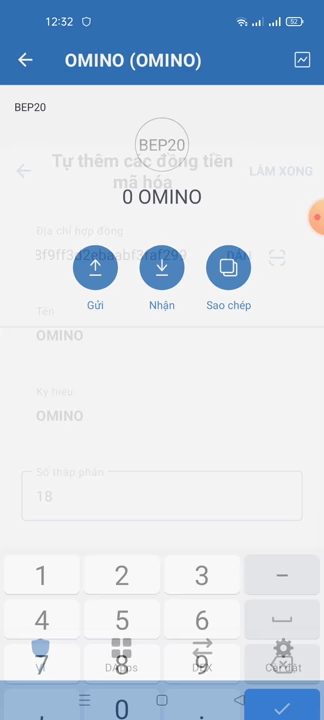 12:32
52
OMINO (OMINO)
BEP20
BEP20
Tự thêm các đồng tiền
mã hóa
LÀM XONG
0 OMINO
Địa chỉ hợp đồng
Gửi
Nhận
Sao chép
Tên
OMINO
Ký hiệu
OMINO
Số thập phân
18
1 2 3 -
4 5 6
7 8 9
Ví DApps DEX Cài đặt
0 .